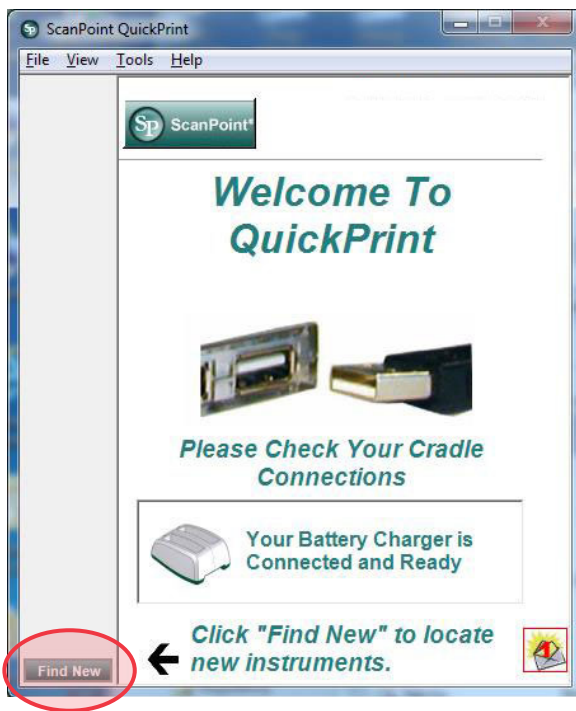 ScanPoint QuickPrint
File View Tools Help
SP ScanPoint®
Welcome To
QuickPrint
Please Check Your Cradle
Connections
Your Battery Charger is
Connected and Ready
Click "Find New" to locate
new instruments.
Find New